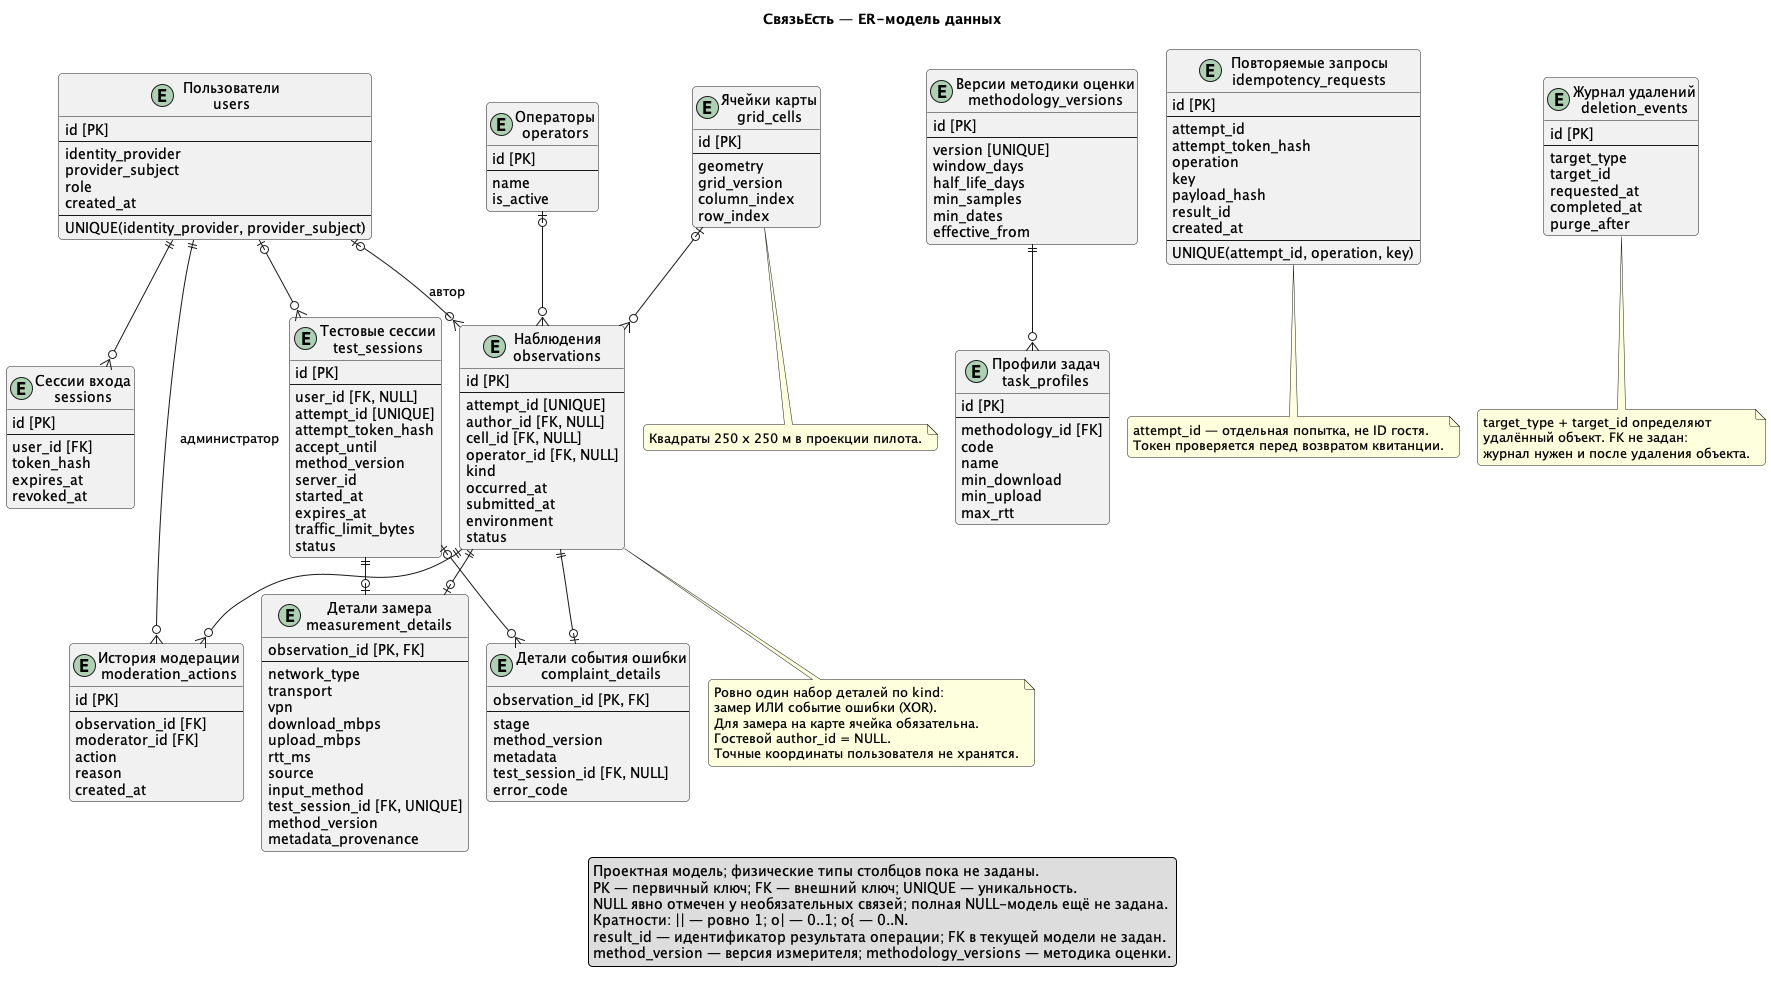 СвязьЕсть — ER-модель данных
E
Пользователи
users
id [PK]
identity_provider
provider_subject
role
created_at
UNIQUE(identity_provider, provider_subject)
E
Операторы
operators
id [PK]
name
is_active
E
Ячейки карты
grid_cells
id [PK]
geometry
grid_version
column_index
row_index
E
Версии методики оценки
methodology_versions
id [PK]
version [UNIQUE]
window_days
half_life_days
min_samples
min_dates
effective_from
E
Повторяемые запросы
idempotency_requests
id [PK]
attempt_id
attempt_token_hash
operation
key
payload_hash
result_id
created_at
UNIQUE(attempt_id, operation, key)
E
Журнал удалений
deletion_events
id [PK]
target_type
target_id
requested_at
completed_at
purge_after
автор
администратор
E
Сессии входа
sessions
id [PK]
user_id [FK]
token_hash
expires_at
revoked_at
E
Тестовые сессии
test_sessions
id [PK]
user_id [FK, NULL]
attempt_id [UNIQUE]
attempt_token_hash
accept_until
method_version
server_id
started_at
expires_at
traffic_limit_bytes
status
E
Наблюдения
observations
id [PK]
attempt_id [UNIQUE]
author_id [FK, NULL]
cell_id [FK, NULL]
operator_id [FK, NULL]
kind
occurred_at
submitted_at
environment
status
Квадраты 250 x 250 м в проекции пилота.
E
Профили задач
task_profiles
id [PK]
methodology_id [FK]
code
name
min_download
min_upload
max_rtt
attempt_id — отдельная попытка, не ID гостя.
Токен проверяется перед возвратом квитанции.
target_type + target_id определяют
удалённый объект. FK не задан:
журнал нужен и после удаления объекта.
E
История модерации
moderation_actions
id [PK]
observation_id [FK]
moderator_id [FK]
action
reason
created_at
E
Детали замера
measurement_details
observation_id [PK, FK]
network_type
transport
vpn
download_mbps
upload_mbps
rtt_ms
source
input_method
test_session_id [FK, UNIQUE]
method_version
metadata_provenance
E
Детали события ошибки
complaint_details
observation_id [PK, FK]
stage
method_version
metadata
test_session_id [FK, NULL]
error_code
Ровно один набор деталей по kind:
замер ИЛИ событие ошибки (XOR).
Для замера на карте ячейка обязательна.
Гостевой author_id = NULL.
Точные координаты пользователя не хранятся.
Проектная модель; физические типы столбцов пока не заданы.
PK — первичный ключ; FK — внешний ключ; UNIQUE — уникальность.
NULL явно отмечен у необязательных связей; полная NULL-модель ещё не задана.
Кратности: || — ровно 1; o| — 0..1; o{ — 0..N.
result_id — идентификатор результата операции; FK в текущей модели не задан.
method_version — версия измерителя; methodology_versions — методика оценки.